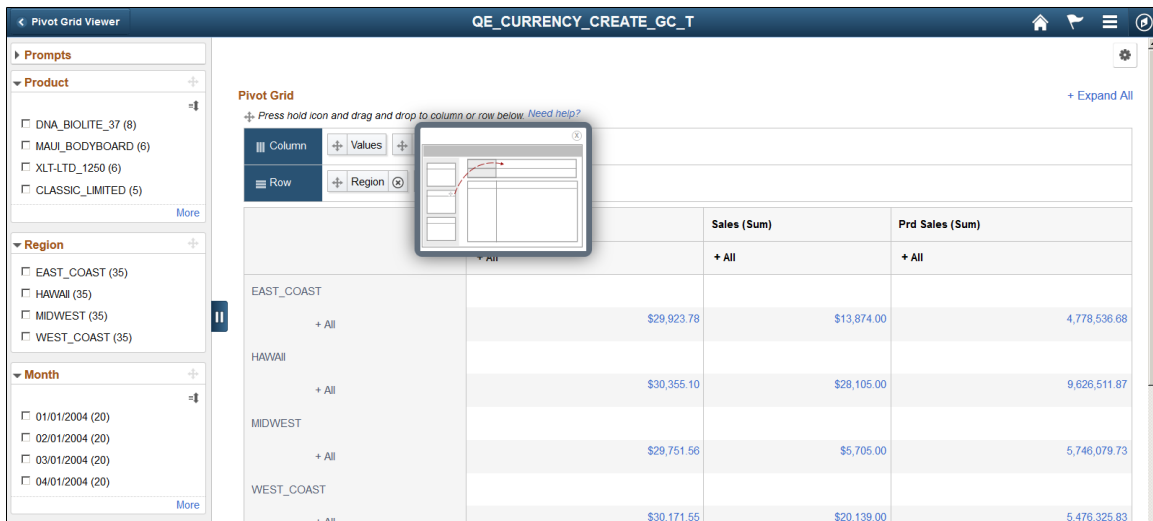 Pivot Grid Viewer
QE_CURRENCY_CREATE_GC_T
Prompts
Product
DNA_BIOLITE_37 (8)
MAUI_BODYBOARD (6)
XLT-LTD_1250 (6)
CLASSIC_LIMITED (5)
More
Region
EAST_COAST (35)
HAWAII (35)
MIDWEST (35)
WEST_COAST (35)
Month
01/01/2004 (20)
02/01/2004 (20)
03/01/2004 (20)
04/01/2004 (20)
More
Pivot Grid
+ Expand All
Press hold icon and drag and drop to column or row below. Need help?
Column Values
Row Region
Sales (Sum) Prd Sales (Sum)
+ All + All + All
EAST_COAST
+ All $29,923.78 $13,874.00 4,778,536.68
HAWAII
+ All $30,355.10 $28,105.00 9,626,511.87
MIDWEST
+ All $29,751.56 $5,705.00 5,746,079.73
WEST_COAST
+ All $30,171.55 $20,139.00 5,476,325.83